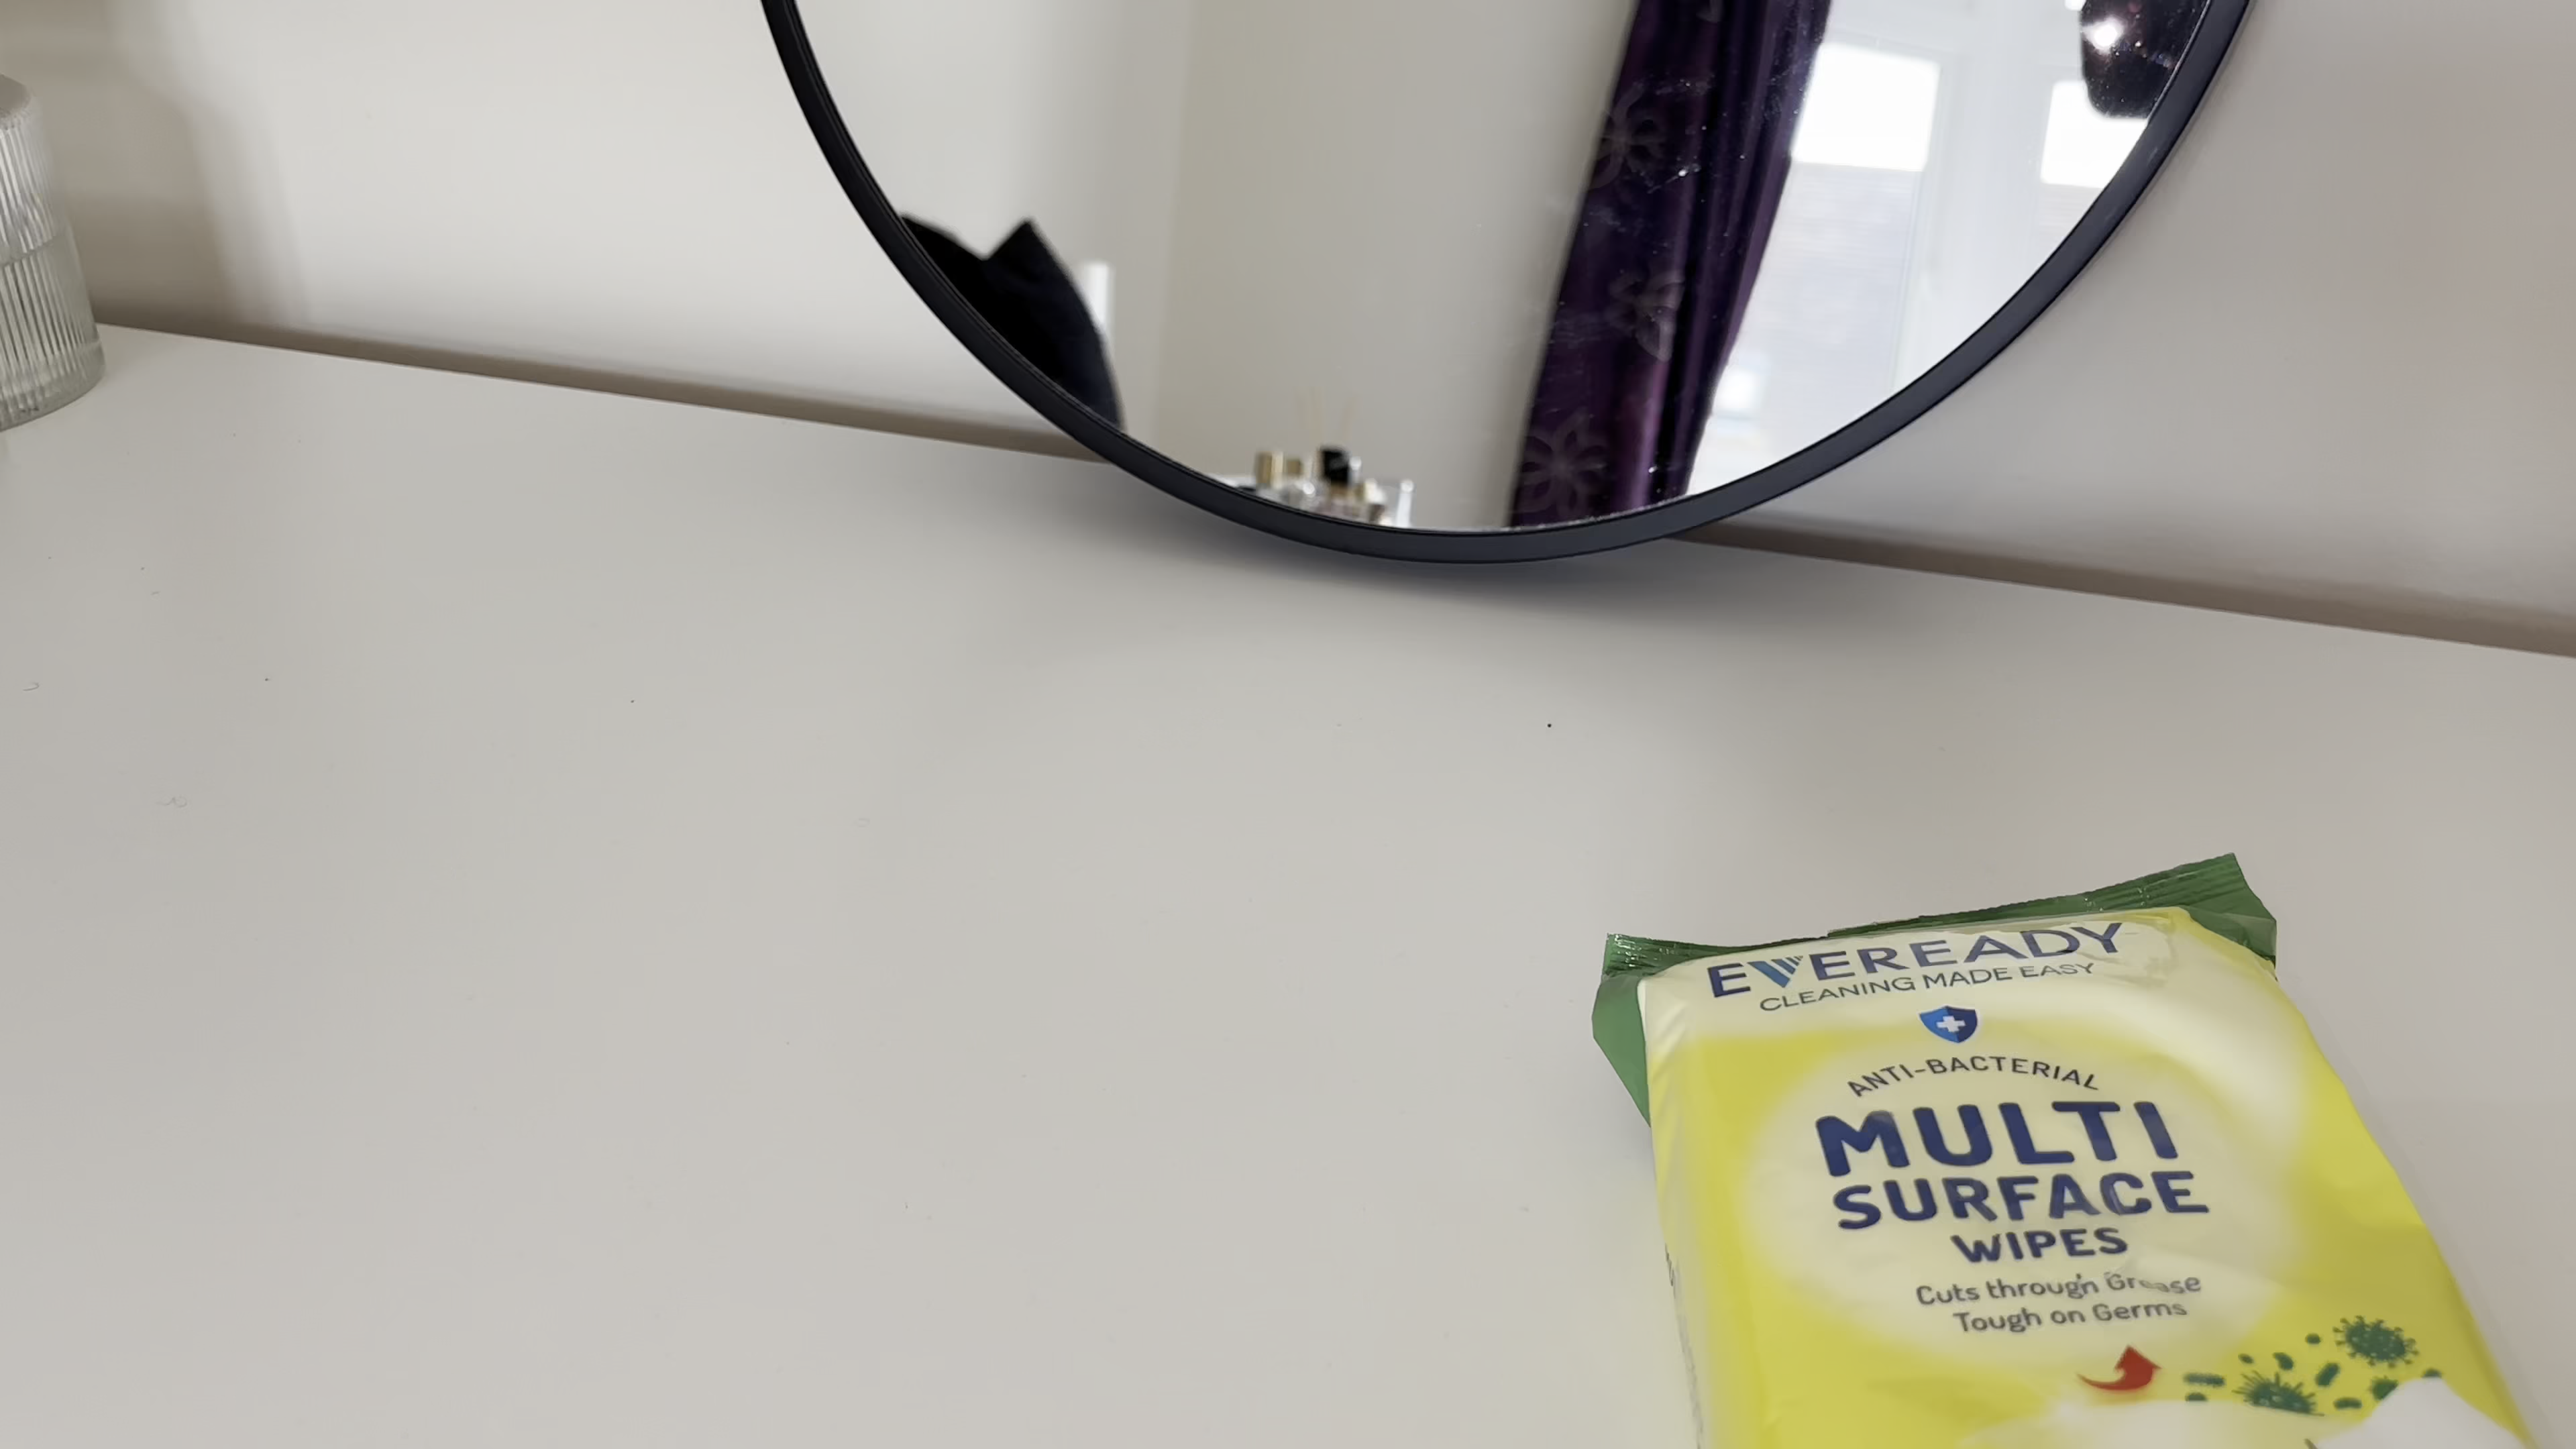 EVEREADY
CLEANING MADE EASY
ANTI-BACTERIAL
MULTI
SURFACE
WIPES
Cuts through Grease
Tough on Germs